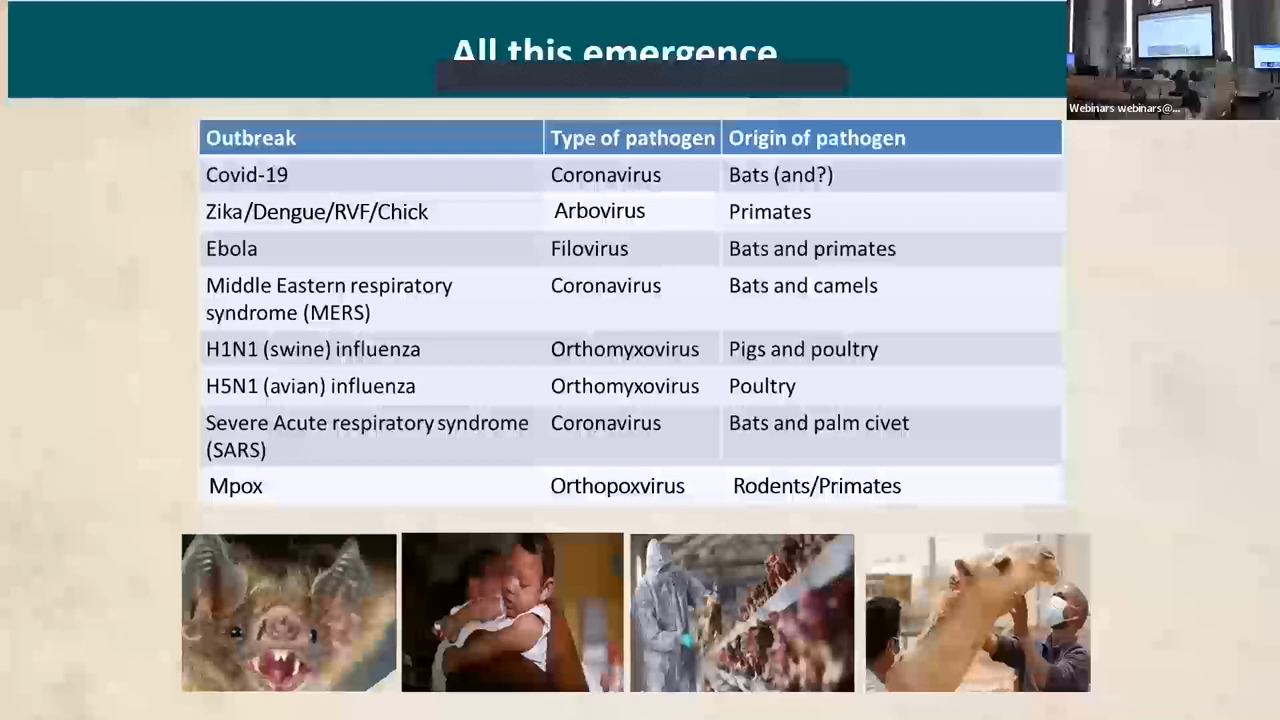 All this emergence
Webinars webinars@...
Outbreak Type of pathogen Origin of pathogen
Covid-19 Coronavirus Bats (and?)
Zika/Dengue/RVF/Chick Arbovirus Primates
Ebola Filovirus Bats and primates
Middle Eastern respiratory Coronavirus Bats and camels
syndrome (MERS)
H1N1 (swine) influenza Orthomyxovirus Pigs and poultry
H5N1 (avian) influenza Orthomyxovirus Poultry
Severe Acute respiratory syndrome Coronavirus Bats and palm civet
(SARS)
Mpox Orthopoxvirus Rodents/Primates